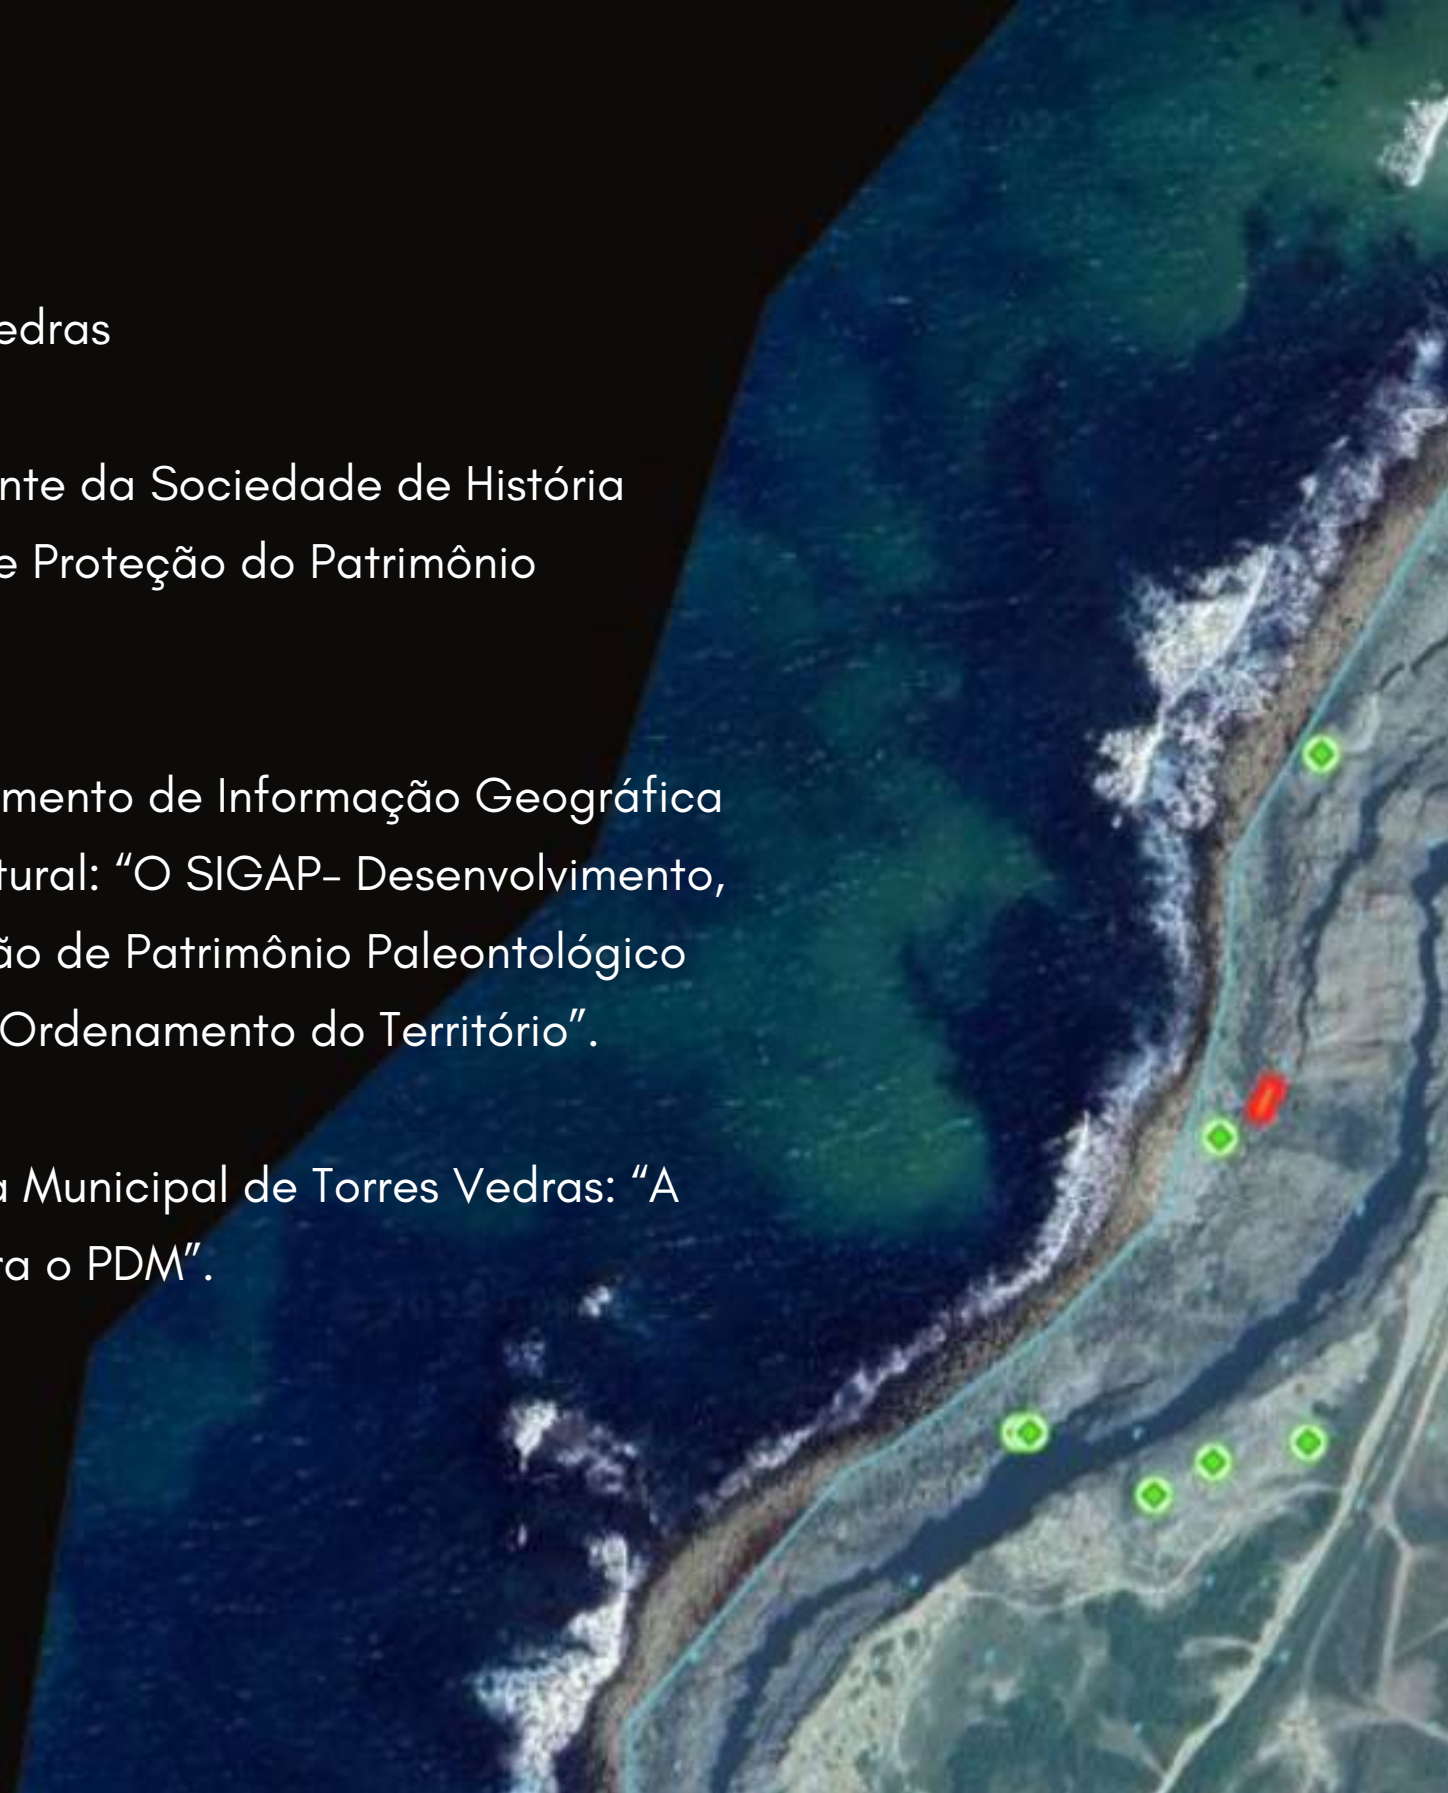 edras
nte da Sociedade de História
e Proteção do Patrimônio
mento de Informação Geográfica
tural: “O SIGAP- Desenvolvimento,
ão de Patrimônio Paleontológico
Ordenamento do Território”.
a Municipal de Torres Vedras: “A
ra o PDM”.